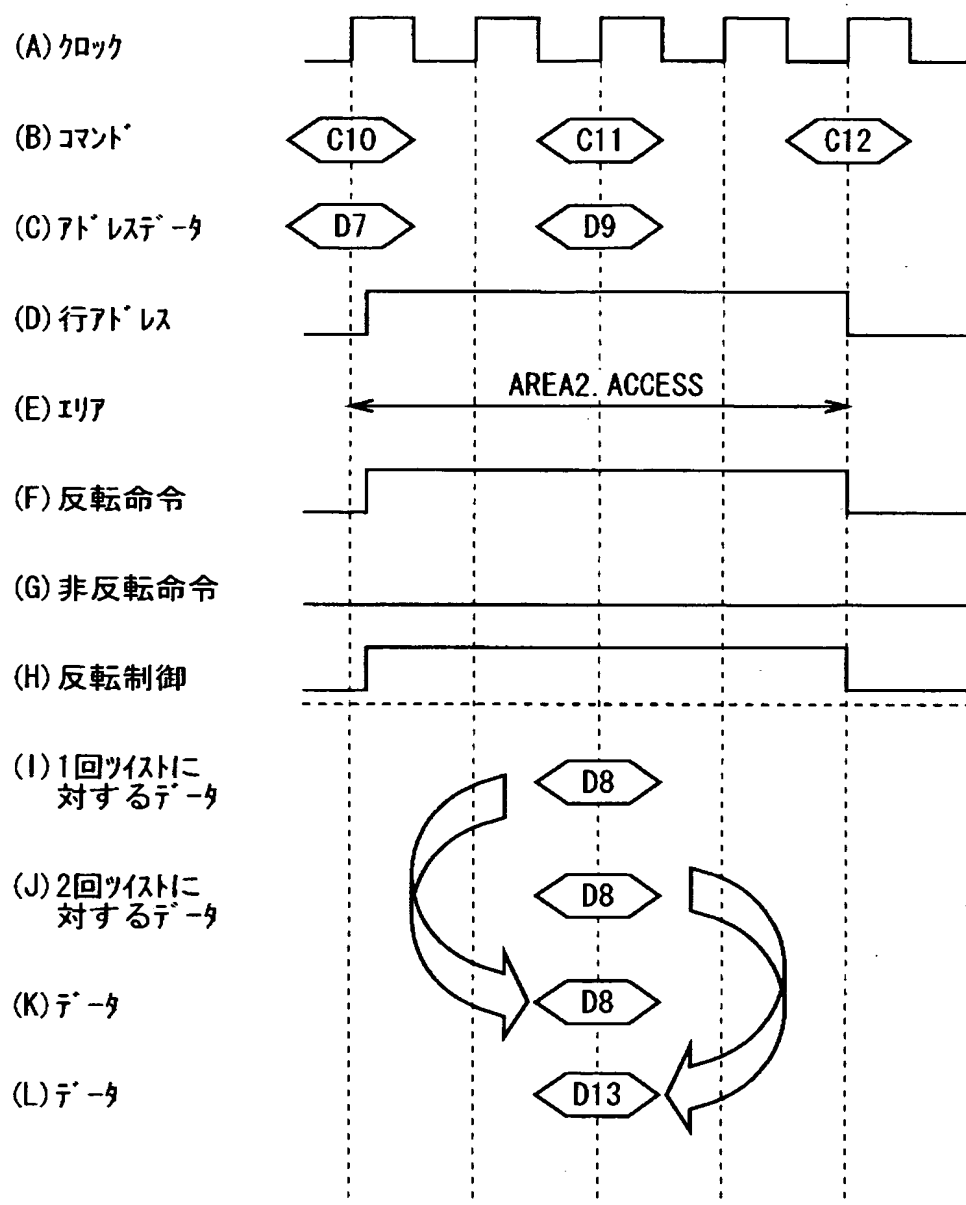 (A)クロック
(B)コマンド
C10 C11 C12
(C)アドレスデータ
D7 D9
(D)行アドレス
(E)エリア
AREA2. ACCESS
(F)反転命令
(G)非反転命令
(H)反転制御
(I)1回ツイストに
対するデータ
D8
(J)2回ツイストに
対するデータ
D8
(K)データ
D8
(L)データ
D13